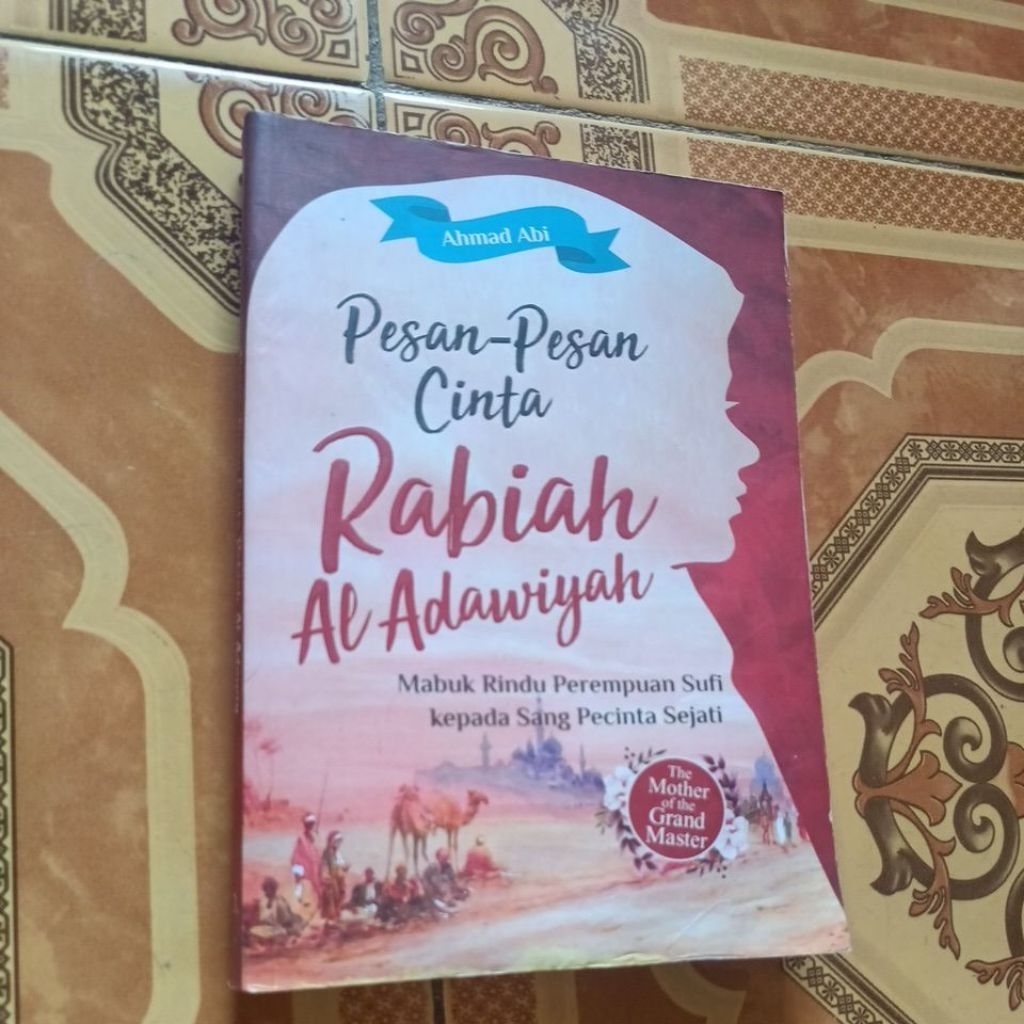 Ahmad Abi
Pesan-Pesan
Cinta
Rabiah
Al Adawiyah
Mabuk Rindu Perempuan Sufi
kepada Sang Pecinta Sejati
The
Mother
of the
Grand
Master